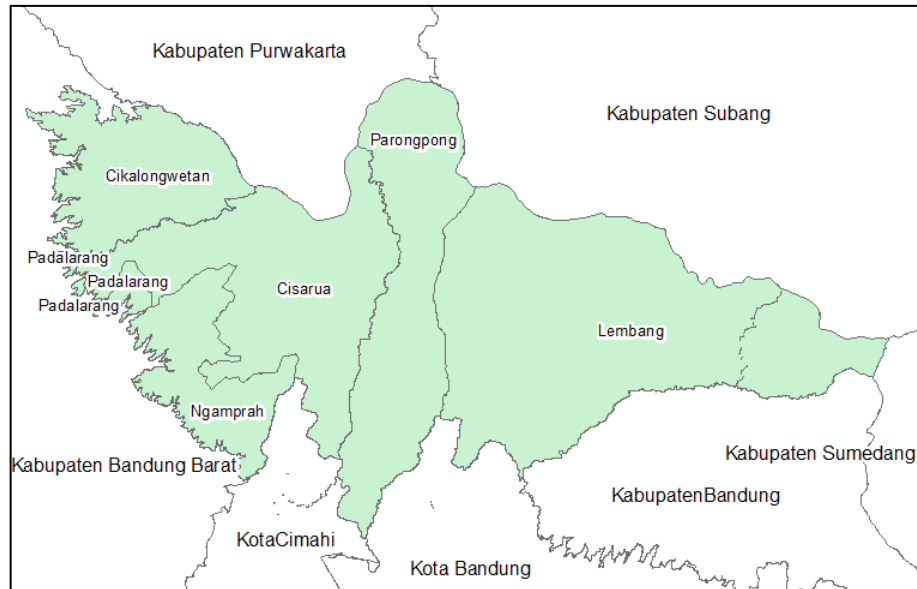 Kabupaten Purwakarta
Kabupaten Subang
Parongpong
Cikalongwetan
Padalarang
Padalarang
Cisarua
Padalarang
Lembang
Ngamprah
Kabupaten Bandung Barat
Kabupaten Sumedang
KabupatenBandung
KotaCimahi
Kota Bandung